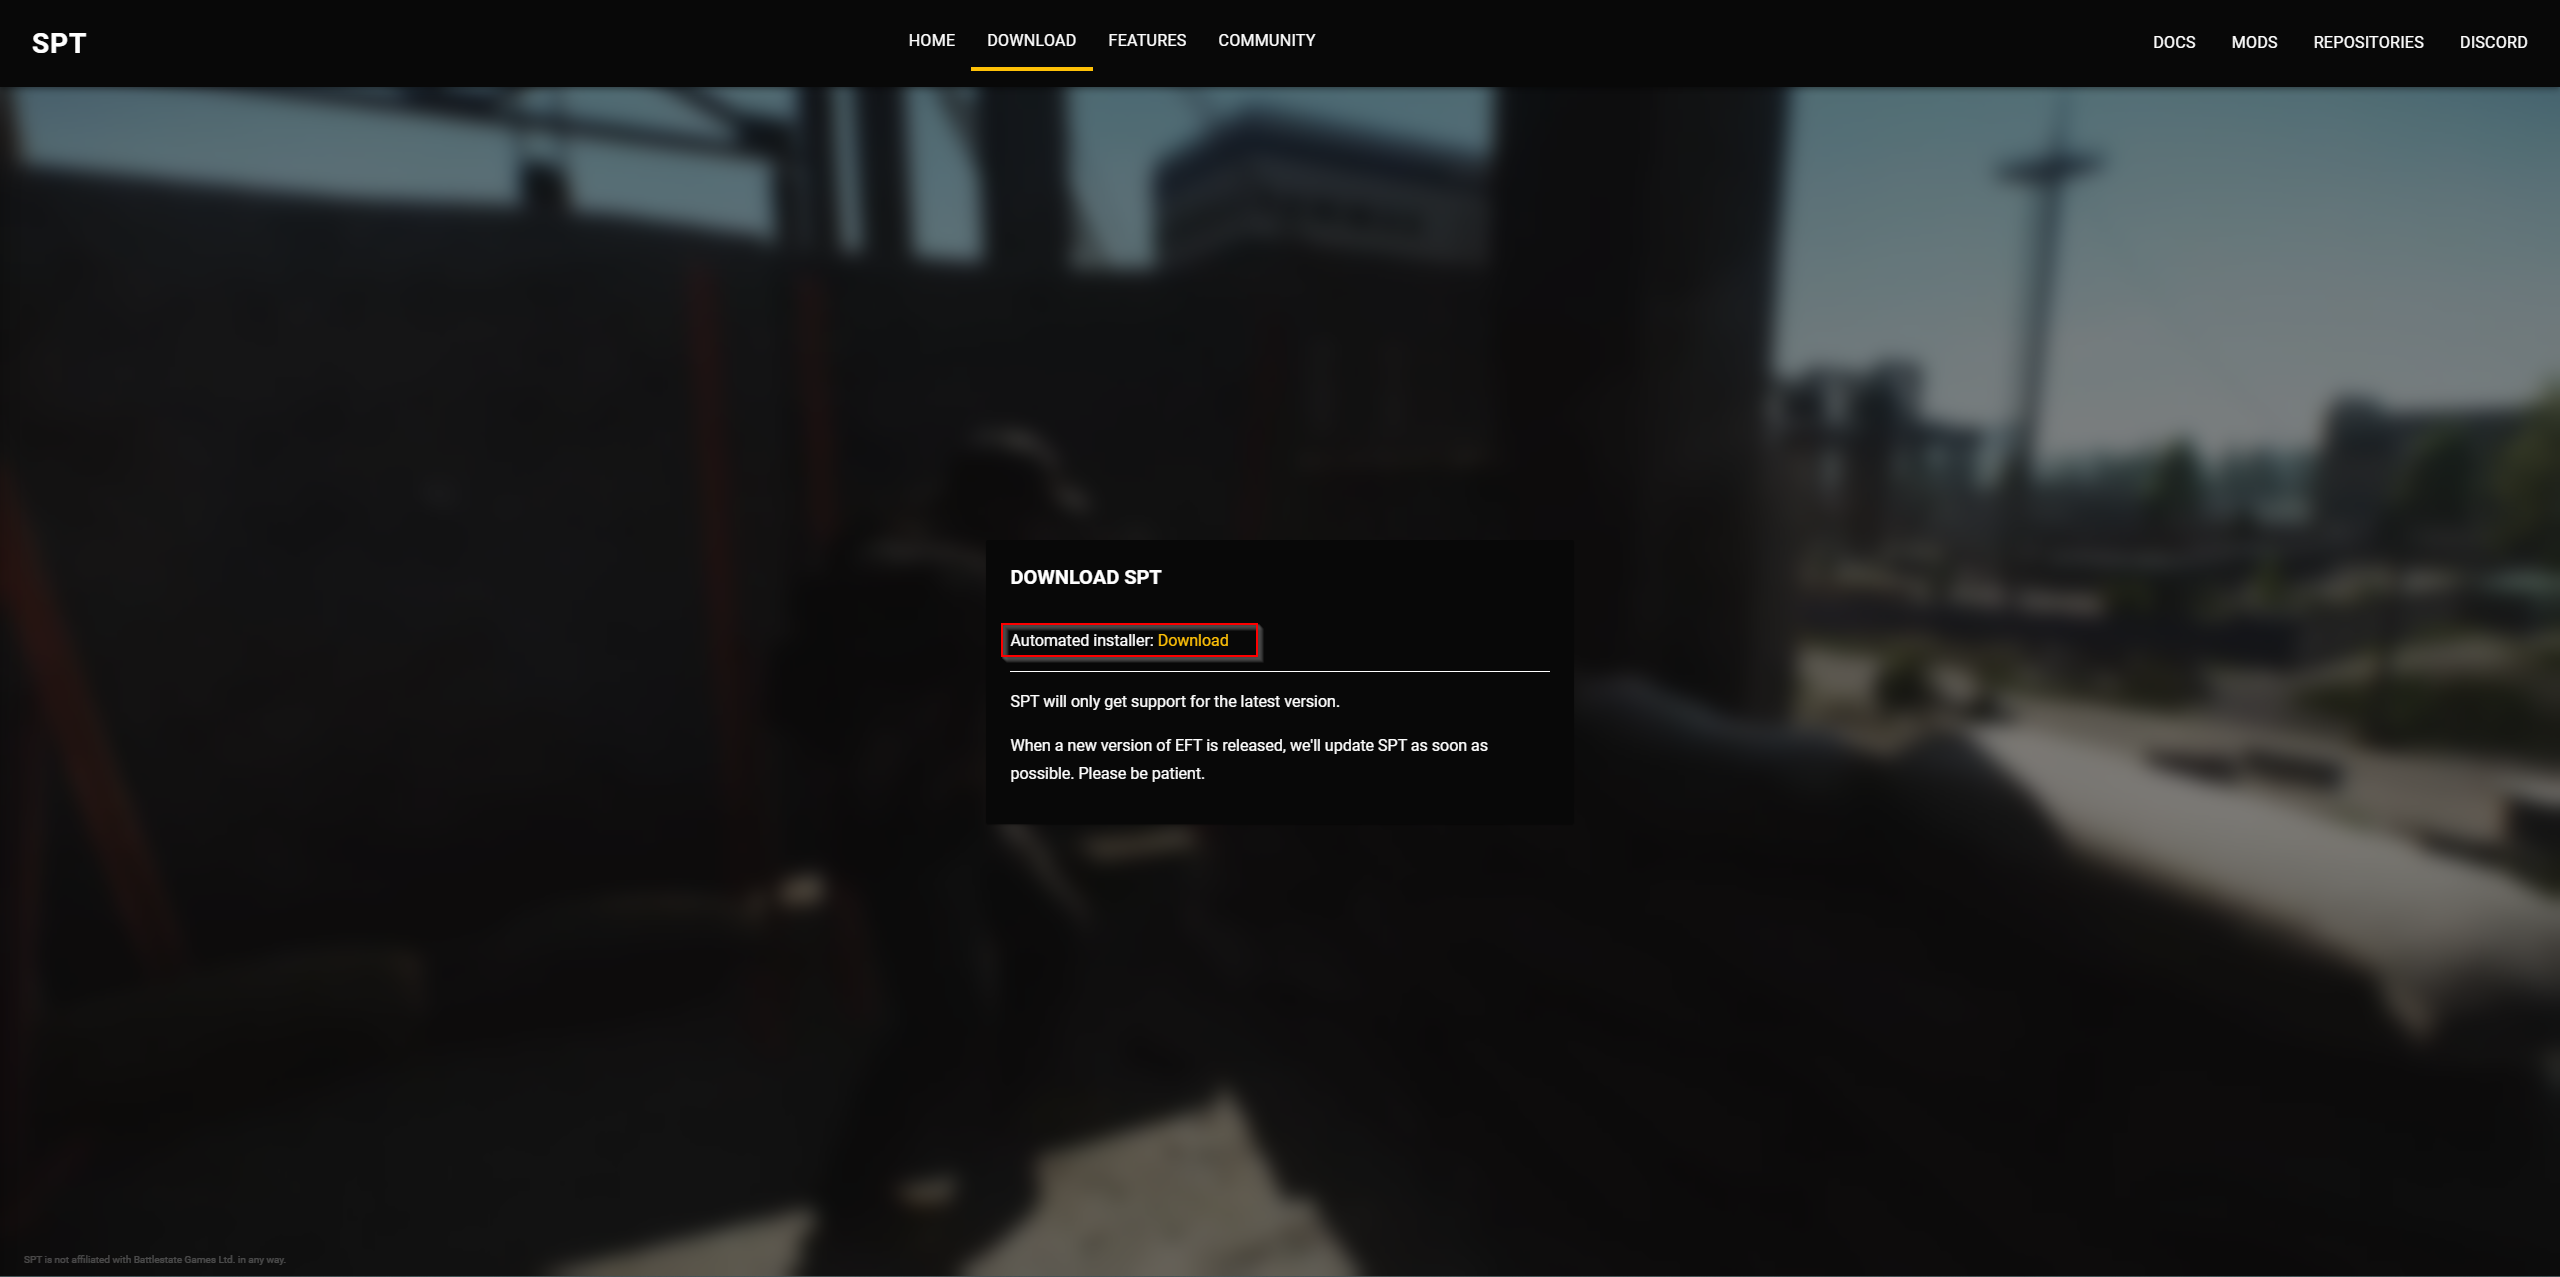 SPT
HOME DOWNLOAD FEATURES COMMUNITY
DOCS MODS REPOSITORIES DISCORD
DOWNLOAD SPT
Automated installer: Download
SPT will only get support for the latest version.
When a new version of EFT is released, we'll update SPT as soon as
possible. Please be patient.
SPT is not affiliated with Battlestate Games Ltd. in any way.